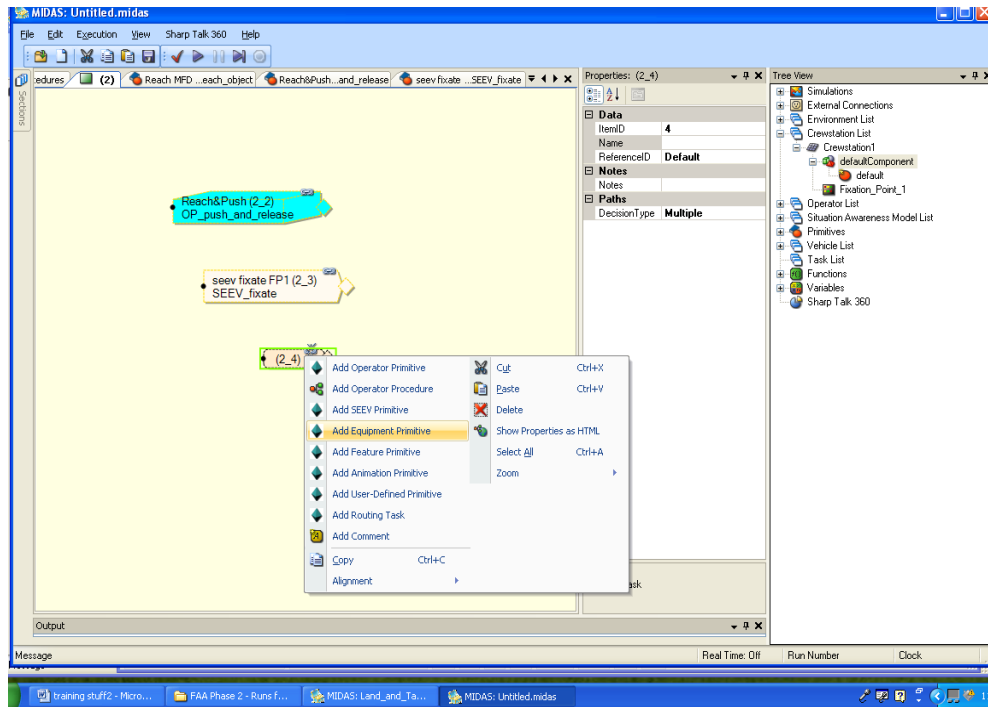 MIDAS: Untitled.midas
File Edit Execution View Sharp Talk 360 Help
edures (2) Reach MFD ...each_object Reach&Push...and_release seev fixate ...SEEV_fixate
Sections
Reach&Push (2_2)
OP_push_and_release
seev fixate FP1 (2_3)
SEEV_fixate
(2_4)
Add Operator Primitive
Add Operator Procedure
Add SEEV Primitive
Add Equipment Primitive
Add Feature Primitive
Add Animation Primitive
Add User-Defined Primitive
Add Routing Task
Add Comment
Copy Ctrl+C
Alignment
Cut Ctrl+X
Paste Ctrl+V
Delete
Show Properties as HTML
Select All Ctrl+A
Zoom
Properties: (2_4)
Data
ItemID 4
Name
ReferenceID Default
Notes
Notes
Paths
DecisionType Multiple
ask
Tree View
Simulations
External Connections
Environment List
Crewstation List
Crewstation1
defaultComponent
default
Fixation_Point_1
Operator List
Situation Awareness Model List
Primitives
Vehicle List
Task List
Functions
Variables
Sharp Talk 360
Output
Message Real Time: Off Run Number Clock
training stuff2 - Micro... FAA Phase 2 - Runs f... MIDAS: Land_and_Ta... MIDAS: Untitled.midas